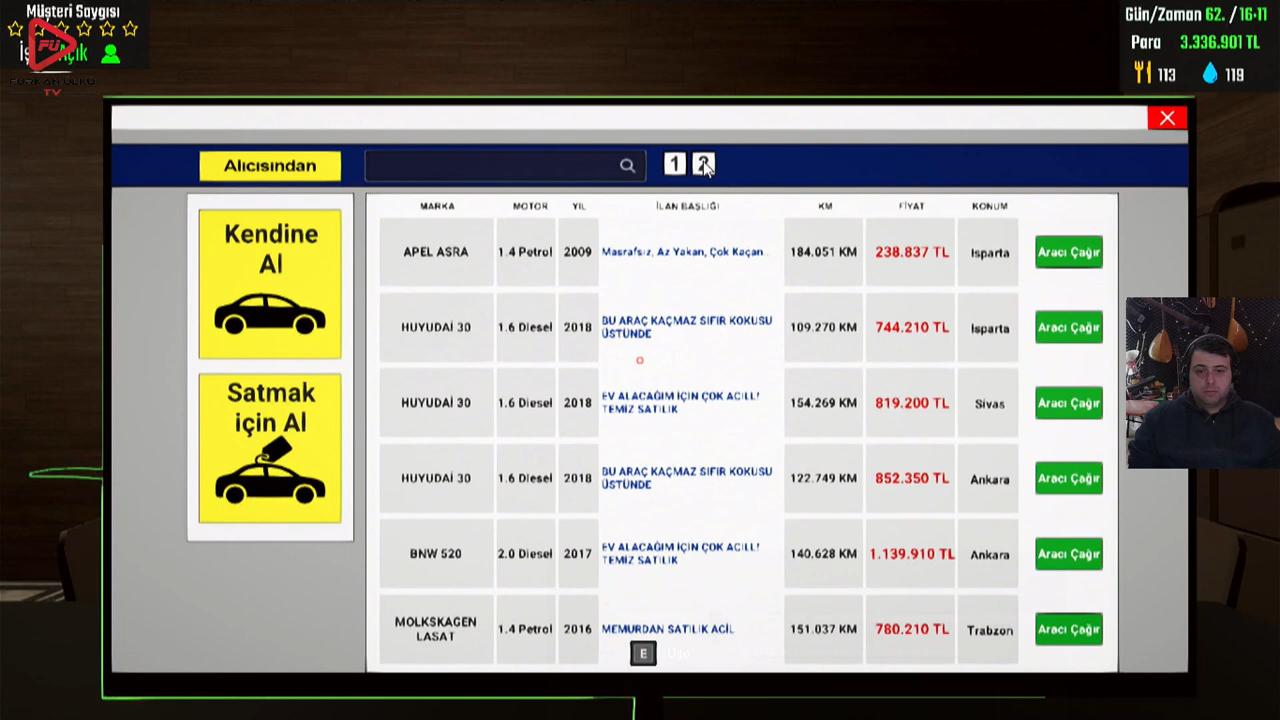 Müşteri Saygısı
Açık
FÜ
FURKAN ÜLKÜ
TV
Gün/Zaman 62. / 16:11
Para 3.336.901 TL
113 119
Alıcısından
1 2
Kendine
Al
Satmak
için Al
MARKA MOTOR YIL İLAN BAŞLIĞI KM FİYAT KONUM
APEL ASRA 1.4 Petrol 2009 Masrafsız, Az Yakan, Çok Kaçan 184.051 KM 238.837 TL Isparta Aracı Çağır
HUYUDAİ 30 1.6 Diesel 2018 BU ARAÇ KAÇMAZ SIFIR KOKUSU
ÜSTÜNDE 109.270 KM 744.210 TL Isparta Aracı Çağır
HUYUDAİ 30 1.6 Diesel 2018 EV ALACAĞIM İÇİN ÇOK ACİLL!
TEMİZ SATILIK 154.269 KM 819.200 TL Sivas Aracı Çağır
HUYUDAİ 30 1.6 Diesel 2018 BU ARAÇ KAÇMAZ SIFIR KOKUSU
ÜSTÜNDE 122.749 KM 852.350 TL Ankara Aracı Çağır
BNW 520 2.0 Diesel 2017 EV ALACAĞIM İÇİN ÇOK ACİLL!
TEMİZ SATILIK 140.628 KM 1.139.910 TL Ankara Aracı Çağır
MOLKSKAGEN
LASAT 1.4 Petrol 2016 MEMURDAN SATILIK ACİL 151.037 KM 780.210 TL Trabzon Aracı Çağır
E